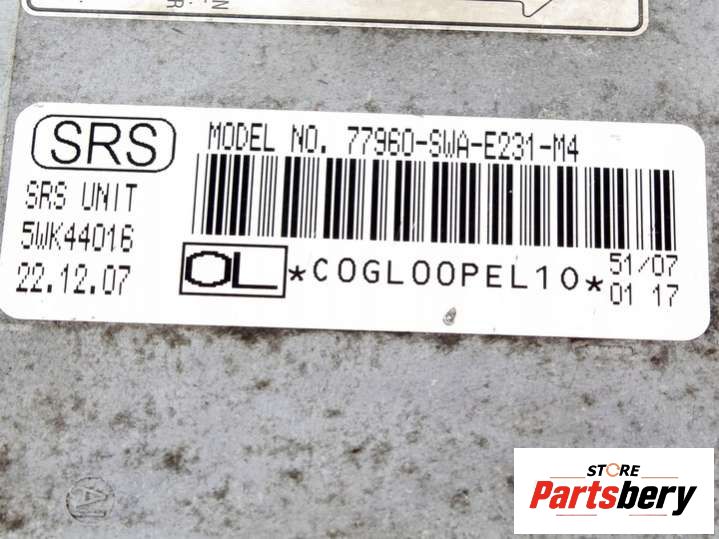 SRS
MODEL NO. 77960-SWA-E231-M4
SRS UNIT
5WK44016
22.12.07
OL
*COGLOOPEL10*
51/07
01 17
STORE
Partsbery